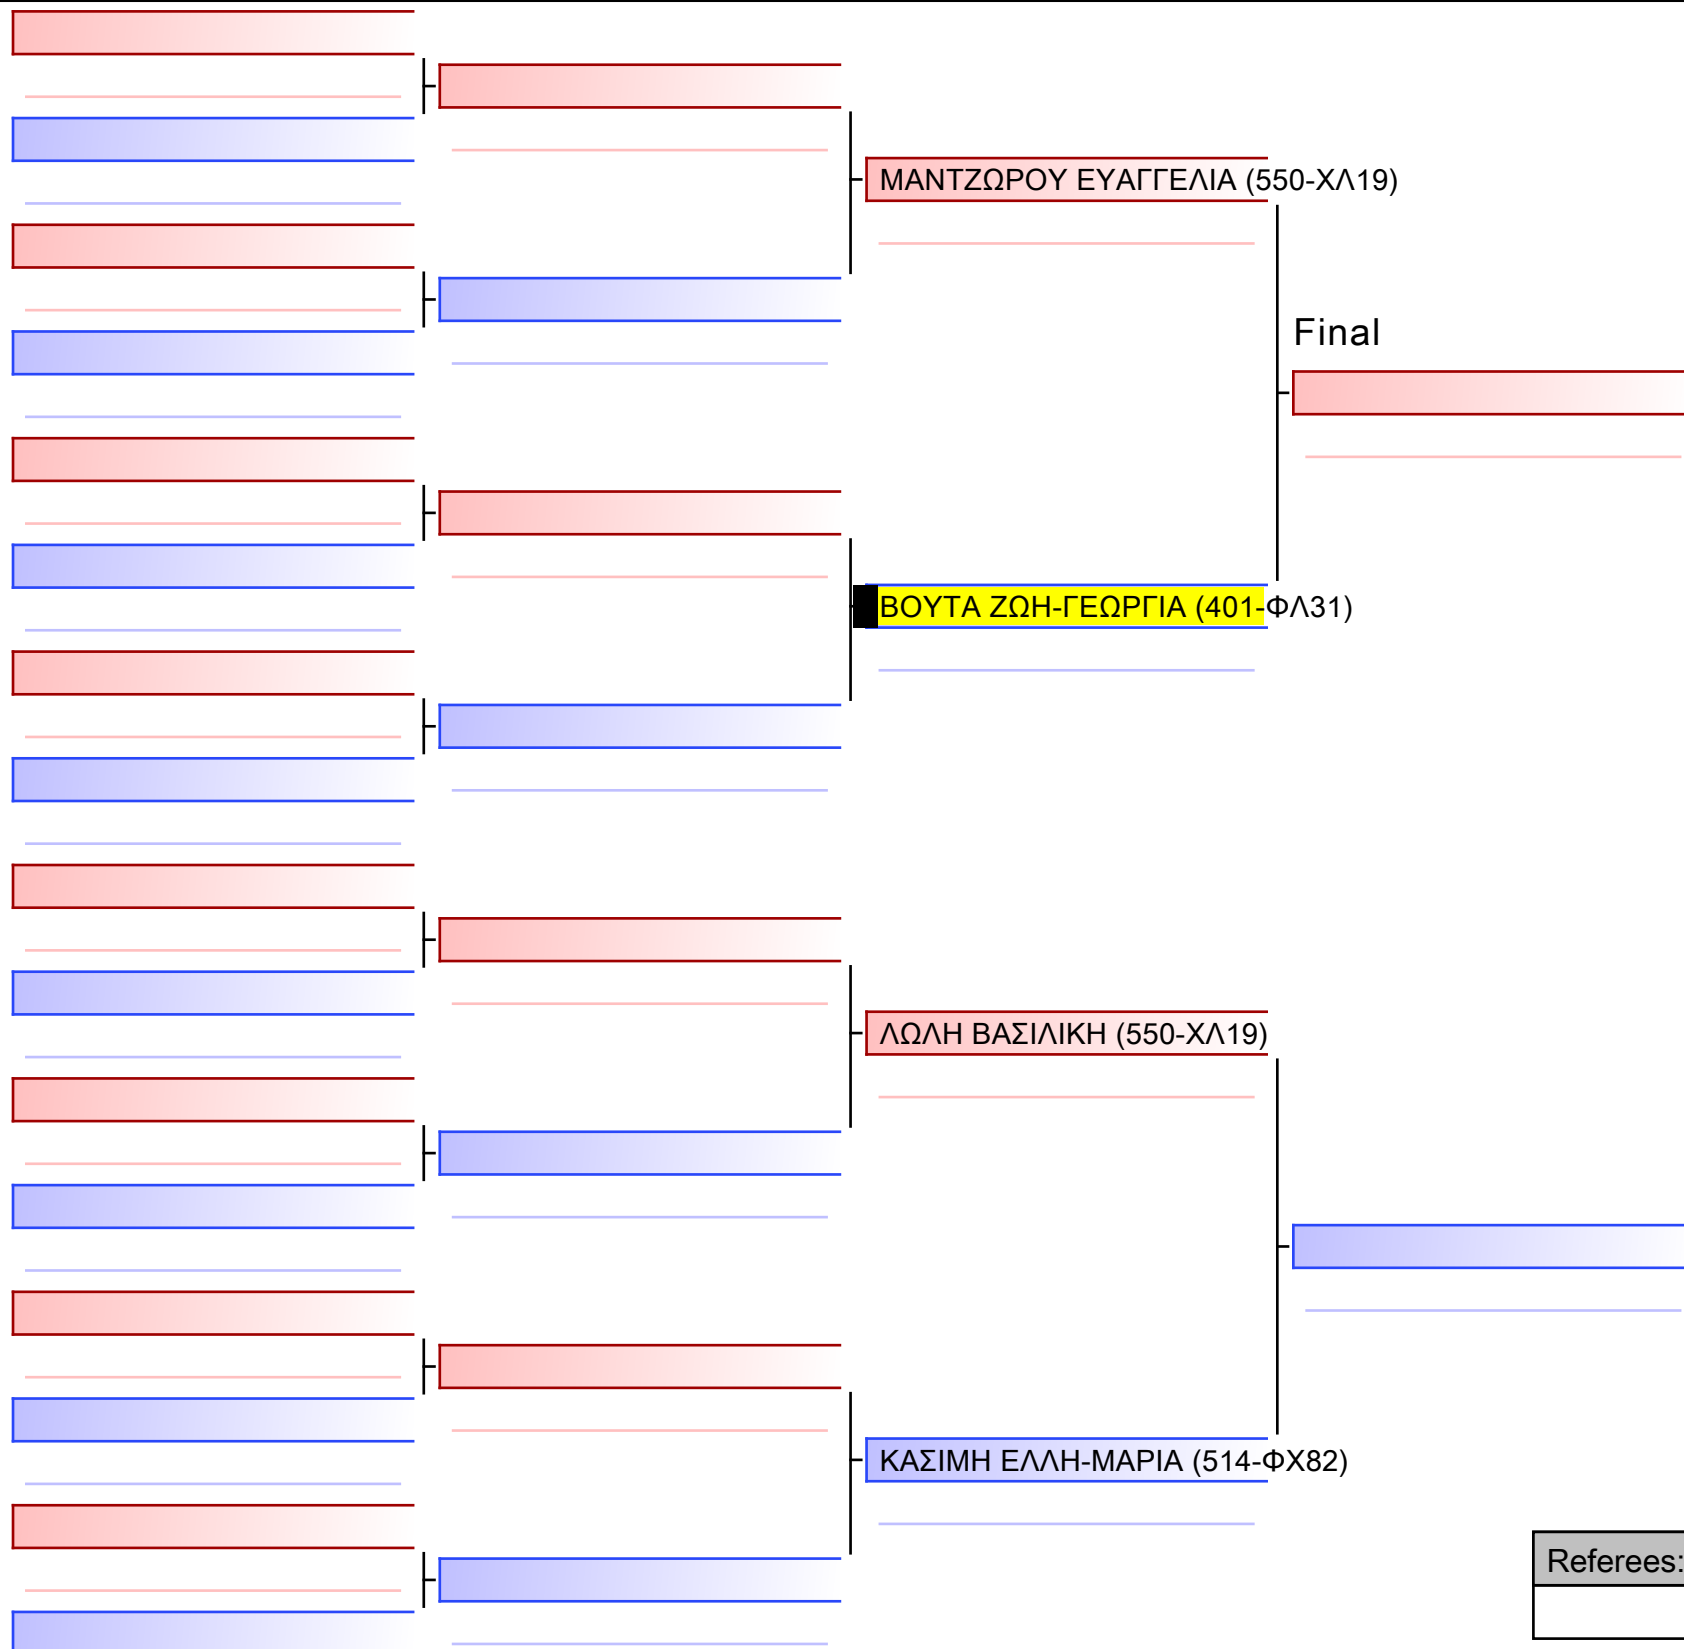 ΜΑΝΤΖΩΡΟΥ ΕΥΑΓΓΕΛΙΑ (550-ΧΛ19)
Final
ΒΟΥΤΑ ΖΩΗ-ΓΕΩΡΓΙΑ (401-ΦΛ31)
ΛΩΛΗ ΒΑΣΙΛΙΚΗ (550-ΧΛ19)
ΚΑΣΙΜΗ ΕΛΛΗ-ΜΑΡΙΑ (514-ΦΧ82)
Referees: